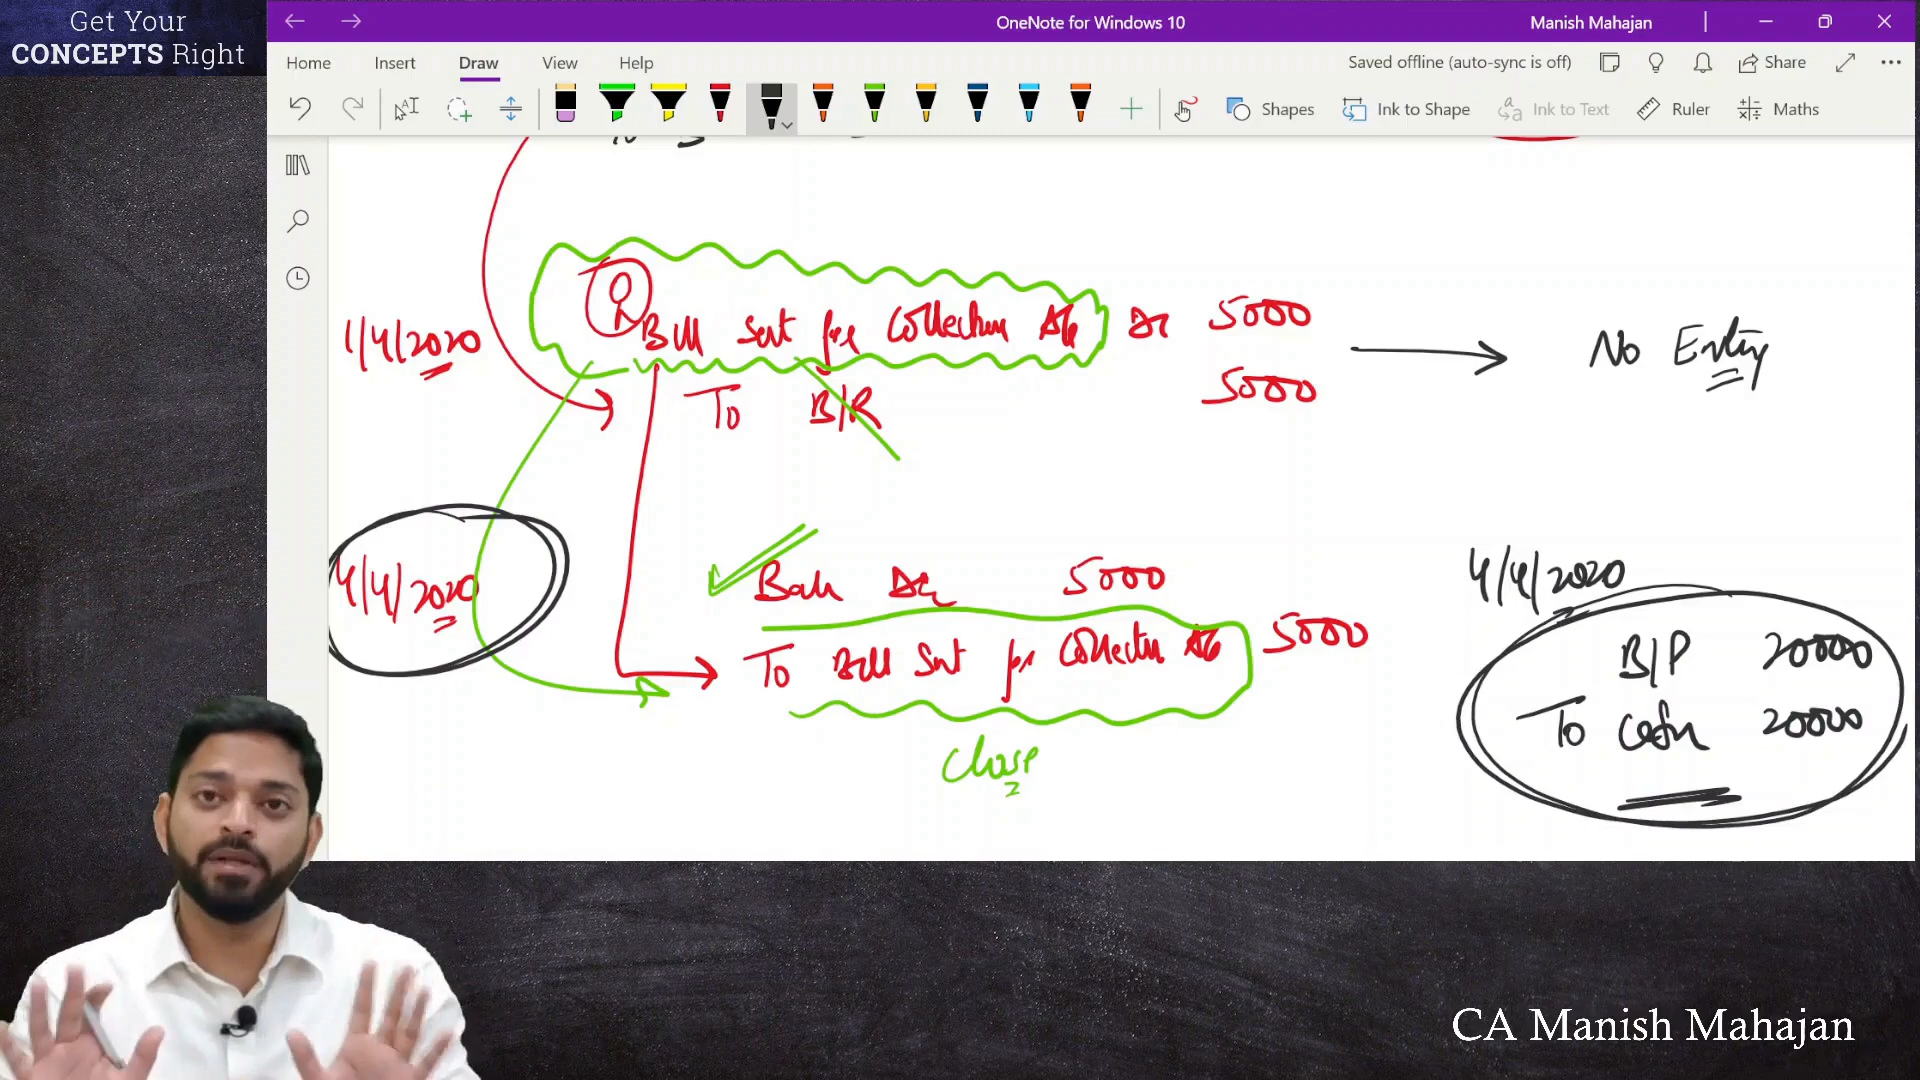 Get Your
CONCEPTS Right
OneNote for Windows 10
Manish Mahajan
Home
Insert
Draw
View
Help
Saved offline (auto-sync is off)
Share
Shapes
Ink to Shape
Ink to Text
Ruler
Maths
1/4/2020
Bill Sent for Collection A/c Dr 5000
To B/R 5000
No Entry
4/4/2020
Bank Dr 5000
To Bill Sent for Collection A/c 5000
Close
4/4/2020
B/P 20000
To Cash 20000
CA Manish Mahajan